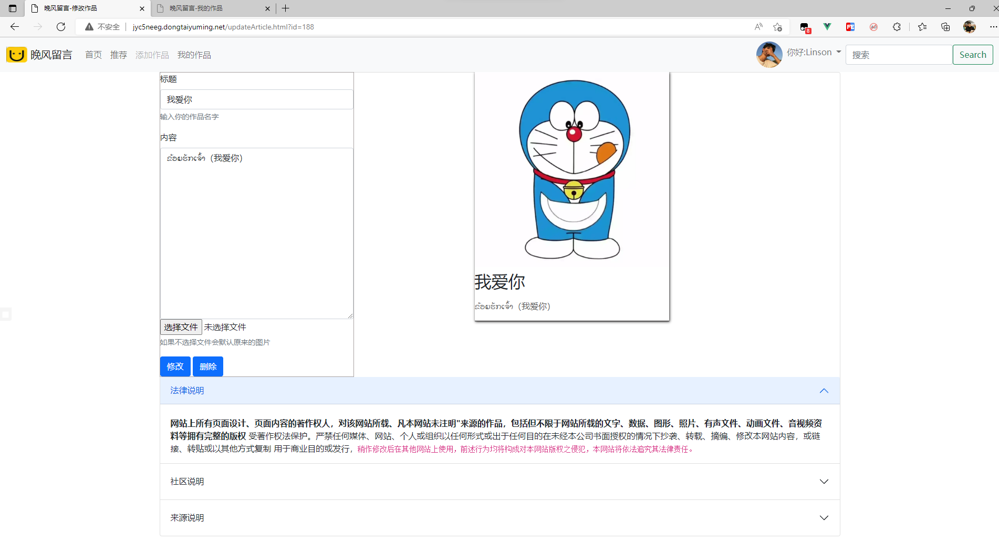 晚风留言-修改作品
晚风留言-我的作品
不安全 jyc5neeg.dongtaiyuming.net/updateArticle.html?id=188
8
晚风留言 首页 推荐 添加作品 我的作品 你好:Linson 搜索 Search
标题
我爱你
输入你的作品名字
内容
ຂ້ອຍຮັກເຈົ້າ（我爱你）
选择文件 未选择文件
如果不选择文件会默认原来的图片
修改 删除
我爱你
ຂ້ອຍຮັກເຈົ້າ（我爱你）
法律说明
网站上所有页面设计、页面内容的著作权人，对该网站所载、凡本网站未注明"来源的作品，包括但不限于网站所载的文字、数据、图形、照片、有声文件、动画文件、音视频资
料等拥有完整的版权 受著作权法保护。严禁任何媒体、网站、个人或组织以任何形式或出于任何目的在未经本公司书面授权的情况下抄袭、转载、摘编、修改本网站内容，或链
接、转贴或以其他方式复制 用于商业目的或发行，稍作修改后在其他网站上使用，前述行为均将构成对本网站版权之侵犯，本网站将依法追究其法律责任。
社区说明
来源说明